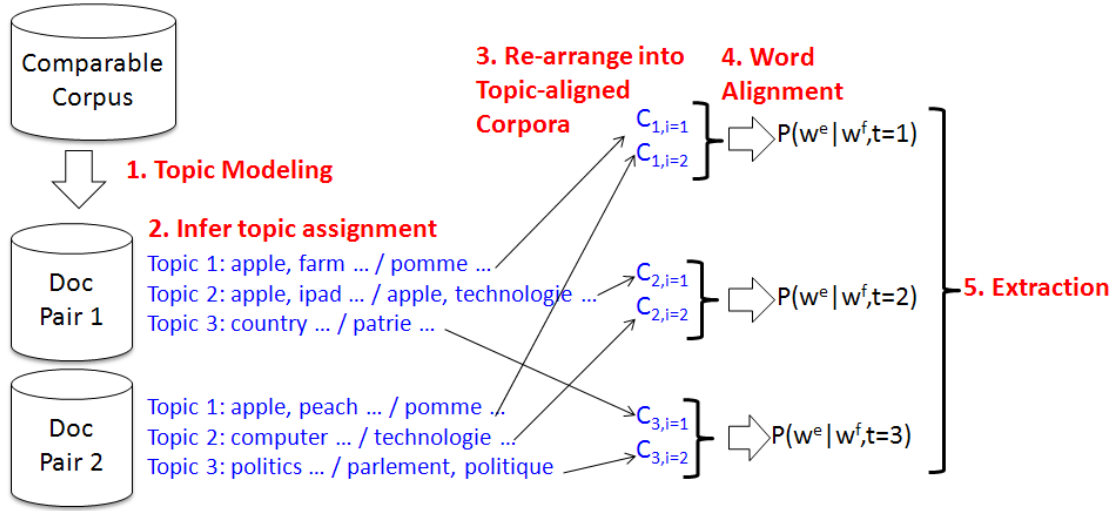 Comparable
Corpus
1. Topic Modeling
2. Infer topic assignment
Doc
Pair 1
Topic 1: apple, farm ... / pomme ...
Topic 2: apple, ipad ... / apple, technologie ...
Topic 3: country ... / patrie ...
Doc
Pair 2
Topic 1: apple, peach ... / pomme ...
Topic 2: computer ... / technologie ...
Topic 3: politics ... / parlement, politique
3. Re-arrange into
Topic-aligned
Corpora
C1,i=1
C1,i=2
C2,i=1
C2,i=2
C3,i=1
C3,i=2
4. Word
Alignment
P(wᵉ|wᶠ,t=1)
P(wᵉ|wᶠ,t=2)
P(wᵉ|wᶠ,t=3)
5. Extraction